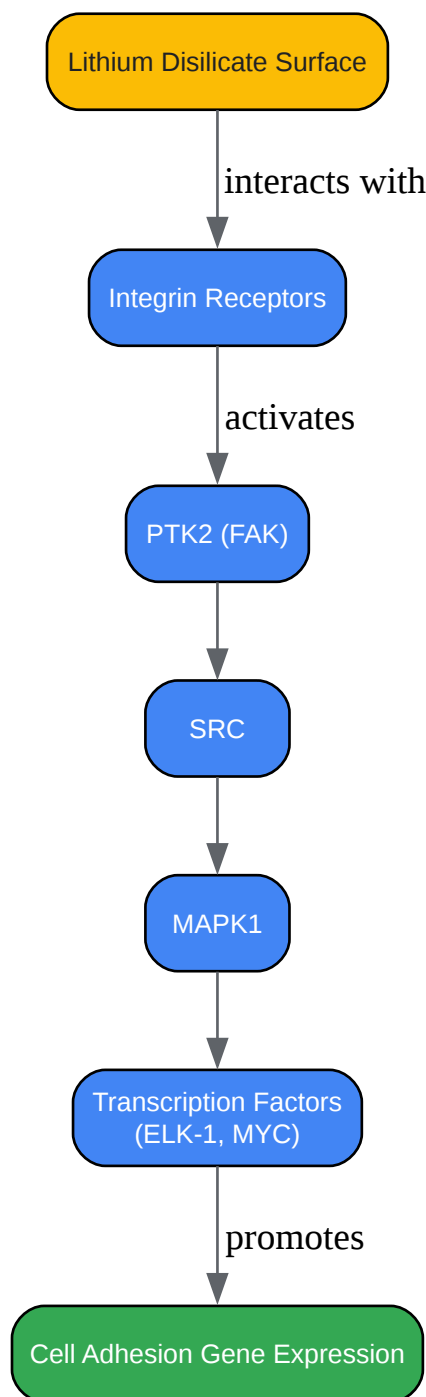 Lithium Disilicate Surface
interacts with
Integrin Receptors
activates
PTK2 (FAK)
SRC
MAPK1
Transcription Factors
(ELK-1, MYC)
promotes
Cell Adhesion Gene Expression